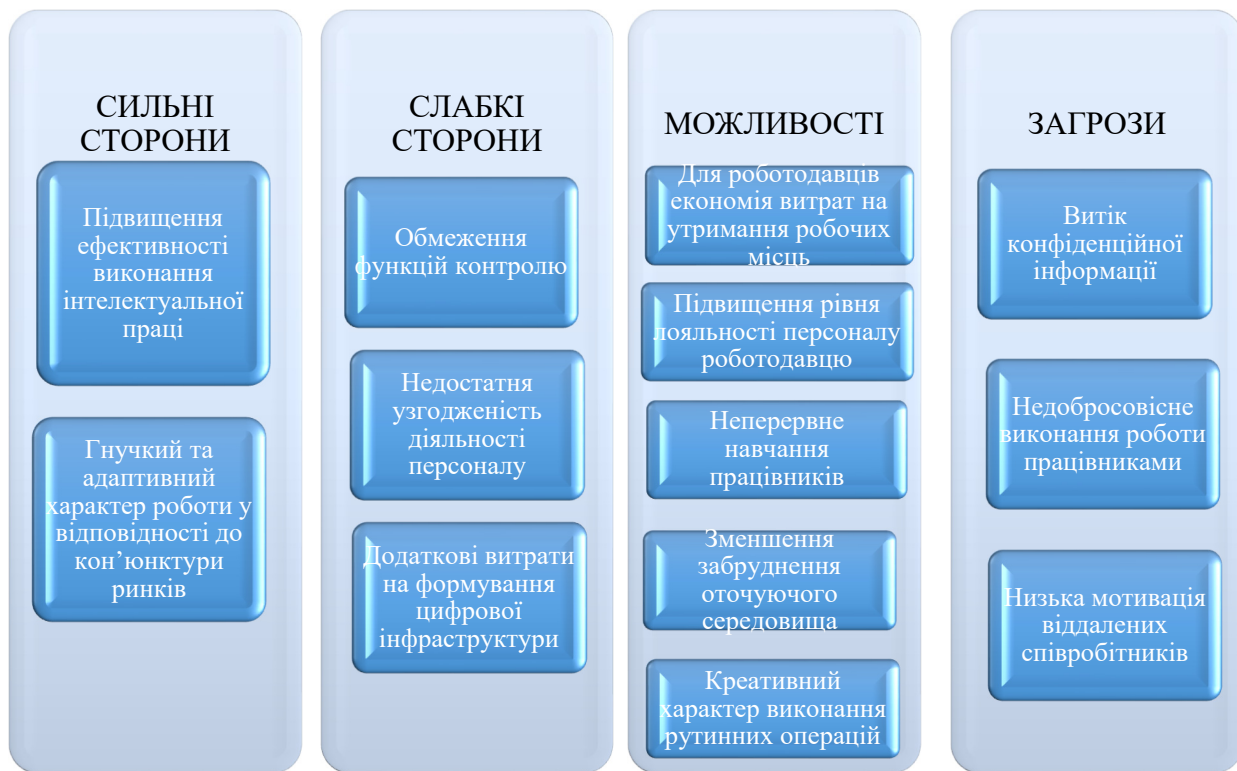 СИЛЬНІ
СТОРОНИ
Підвищення
ефективності
виконання
інтелектуальної
праці
Гнучкий та
адаптивний
характер роботи у
відповідності до
кон’юнктури
ринків
СЛАБКІ
СТОРОНИ
Обмеження
функцій контролю
Недостатня
узгодженість
діяльності
персоналу
Додаткові витрати
на формування
цифрової
інфраструктури
МОЖЛИВОСТІ
Для роботодавців
економія витрат на
утримання робочих
місць
Підвищення рівня
лояльності персоналу
роботодавцю
Неперервне
навчання
працівників
Зменшення
забруднення
оточуючого
середовища
Креативний
характер виконання
рутинних операцій
ЗАГРОЗИ
Витік
конфіденційної
інформації
Недобросовісне
виконання роботи
працівниками
Низька мотивація
віддалених
співробітників